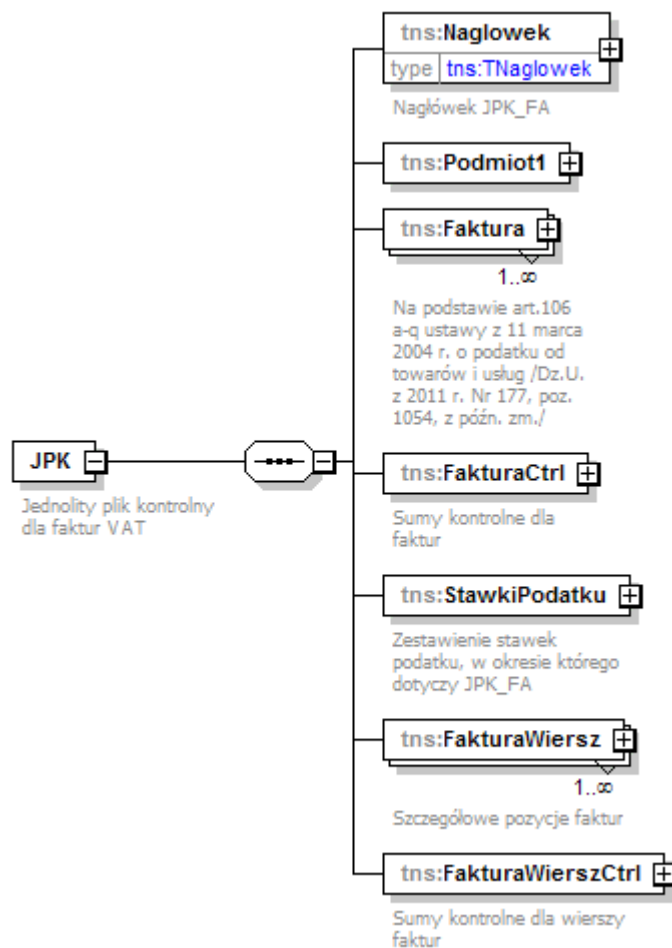 tns:Naglowek
type tns:TNaglowek
Nagłówek JPK_FA
tns:Podmiot1
tns:Faktura
1..∞
Na podstawie art.106
a-q ustawy z 11 marca
2004 r. o podatku od
towarów i usług /Dz.U.
z 2011 r. Nr 177, poz.
1054, z późn. zm./
JPK
Jednolity plik kontrolny
dla faktur VAT
tns:FakturaCtrl
Sumy kontrolne dla
faktur
tns:StawkiPodatku
Zestawienie stawek
podatku, w okresie którego
dotyczy JPK_FA
tns:FakturaWiersz
1..∞
Szczegółowe pozycje faktur
tns:FakturaWierszCtrl
Sumy kontrolne dla wierszy
faktur